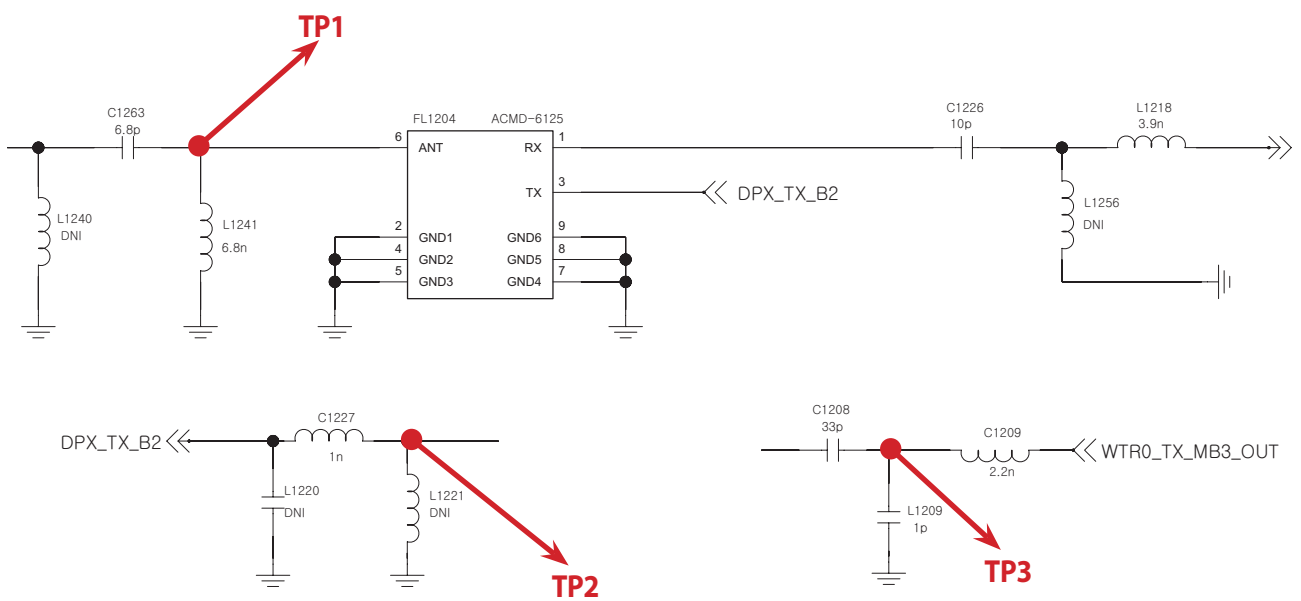 TP1
C1263
6.8p
L1240
DNI
L1241
6.8n
FL1204 ACMD-6125
6 ANT RX 1
TX 3
2 GND1 GND6 9
4 GND2 GND5 8
5 GND3 GND4 7
DPX_TX_B2
C1226
10p
L1218
3.9n
L1256
DNI
DPX_TX_B2
C1227
1n
L1220
DNI
L1221
DNI
TP2
C1208
33p
C1209
2.2n
WTR0_TX_MB3_OUT
L1209
1p
TP3